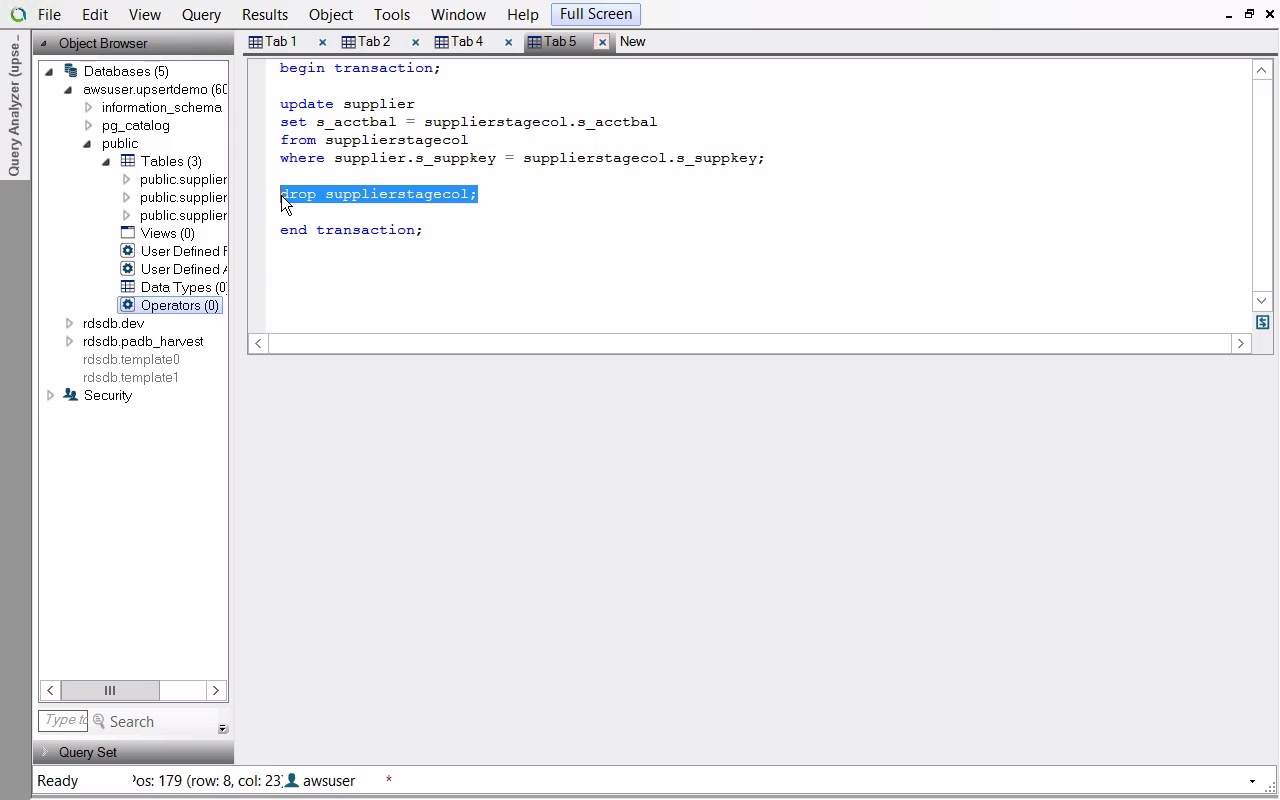 File Edit View Query Results Object Tools Window Help Full Screen
Query Analyzer (upse...
Object Browser
Tab 1 Tab 2 Tab 4 Tab 5 New
Databases (5)
awsuser.upsertdemo (60
information_schema
pg_catalog
public
Tables (3)
public.supplier
public.supplier
public.supplier
Views (0)
User Defined F
User Defined A
Data Types (0)
Operators (0)
rdsdb.dev
rdsdb.padb_harvest
rdsdb.template0
rdsdb.template1
Security
begin transaction;
update supplier
set s_acctbal = supplierstagecol.s_acctbal
from supplierstagecol
where supplier.s_suppkey = supplierstagecol.s_suppkey;
drop supplierstagecol;
end transaction;
Type to Search
Query Set
Ready Pos: 179 (row: 8, col: 23) awsuser *